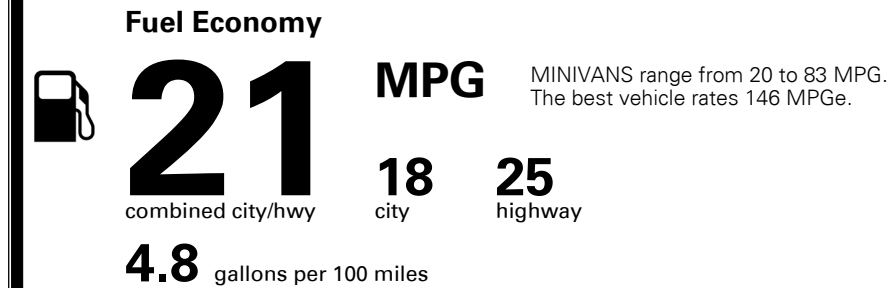 Fuel Economy
21 MPG
MINIVANS range from 20 to 83 MPG.
The best vehicle rates 146 MPGe.
18 25
combined city/hwy city highway
4.8 gallons per 100 miles